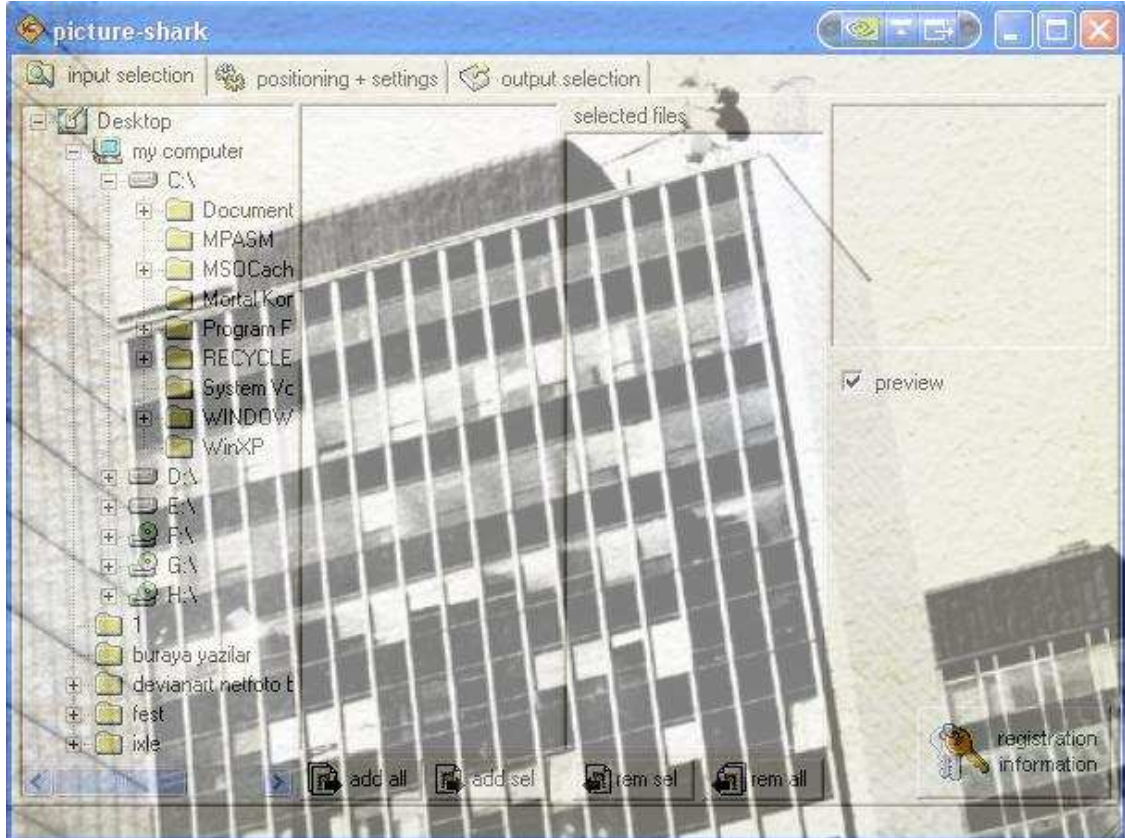 picture-shark
input selection
positioning + settings
output selection
Desktop
my computer
C:\
Document
MPASM
MSOCach
Mortal Kor
Program F
RECYCLE
System Vo
WINDOW
WinXP
D:\
E:\
F:\
G:\
H:\
1
buraya yazilar
devianart netfoto b
fest
ixle
selected files
preview
add all
add sel
rem sel
rem all
registration
information